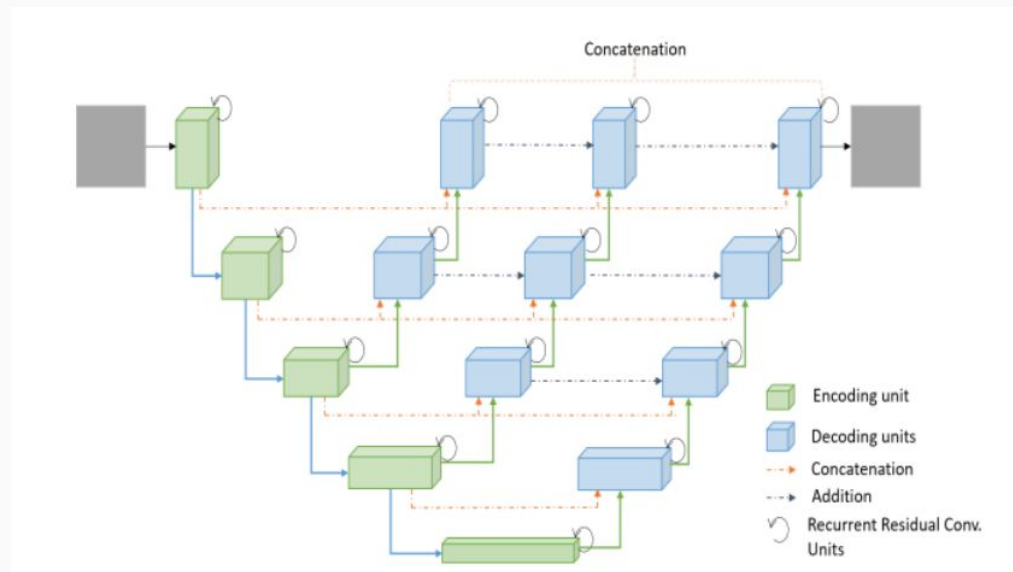 Concatenation
Encoding unit
Decoding units
Concatenation
Addition
Recurrent Residual Conv.
Units